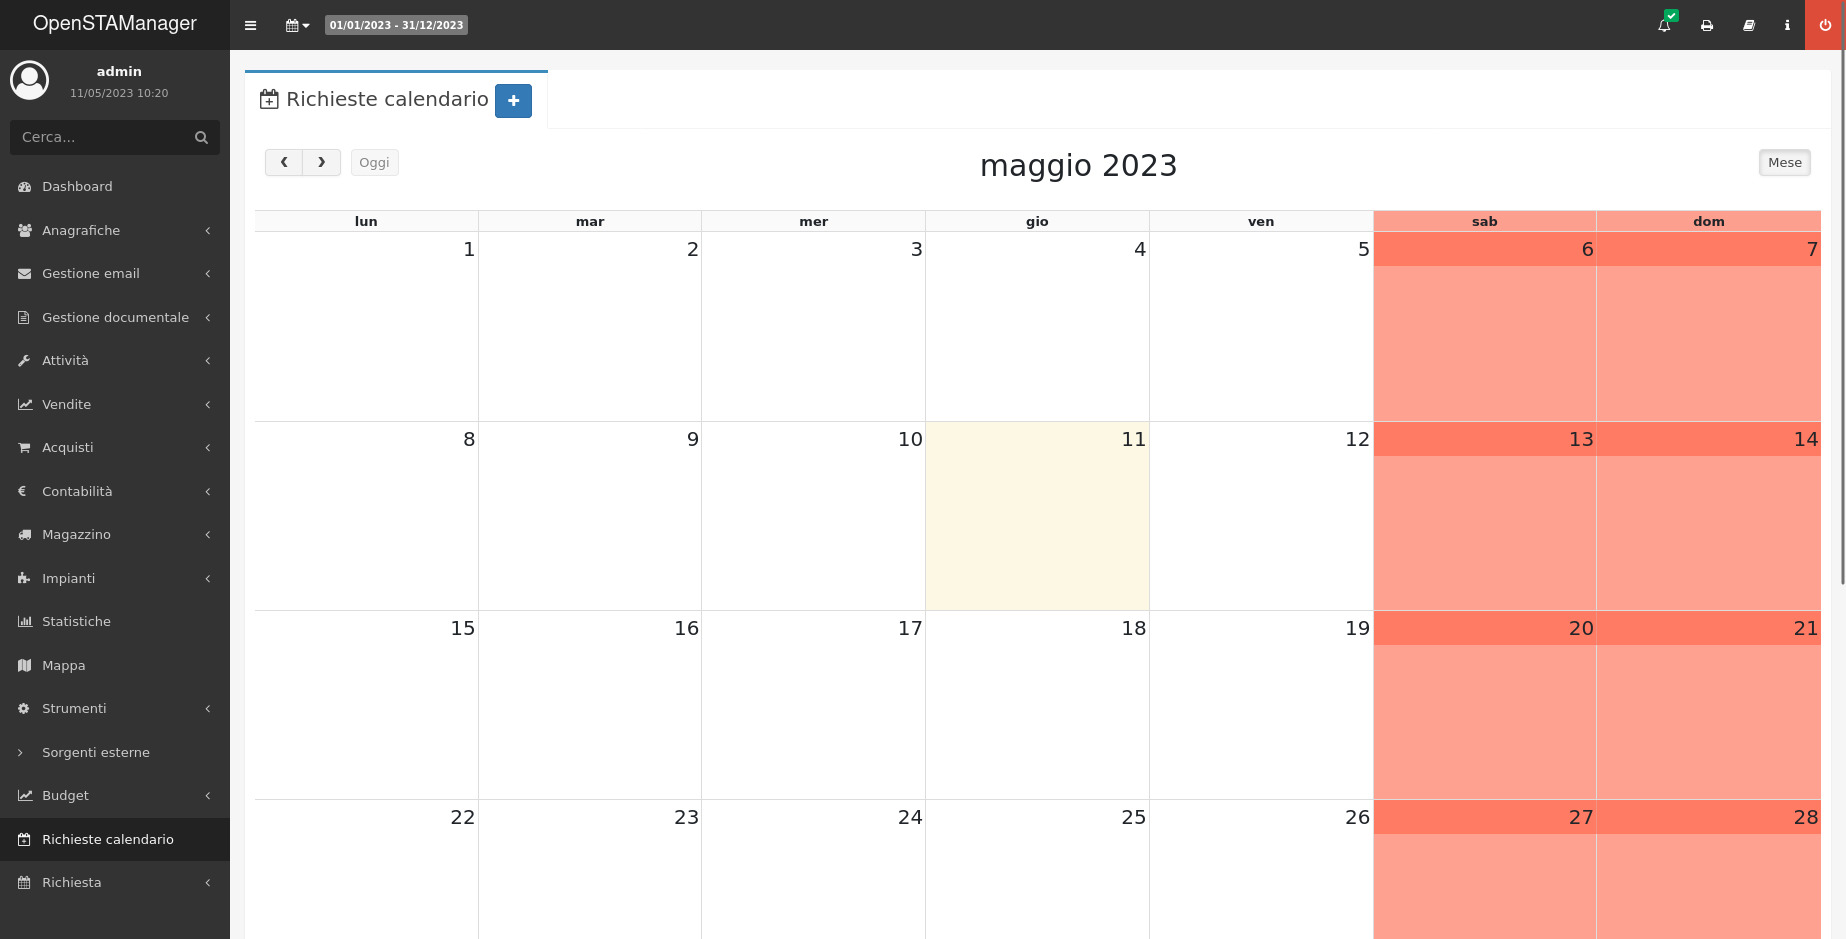 OpenSTAManager
01/01/2023 - 31/12/2023
admin
11/05/2023 10:20
Cerca...
Dashboard
Anagrafiche
Gestione email
Gestione documentale
Attività
Vendite
Acquisti
Contabilità
Magazzino
Impianti
Statistiche
Mappa
Strumenti
Sorgenti esterne
Budget
Richieste calendario
Richiesta
Richieste calendario
Oggi
maggio 2023
Mese
lun mar mer gio ven sab dom
1 2 3 4 5 6 7
8 9 10 11 12 13 14
15 16 17 18 19 20 21
22 23 24 25 26 27 28